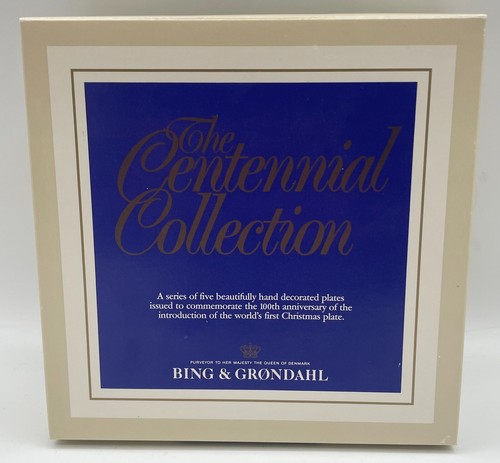 The
Centennial
Collection
A series of five beautifully hand decorated plates
issued to commemorate the 100th anniversary of the
introduction of the world's first Christmas plate.
PURVEYOR TO HER MAJESTY THE QUEEN OF DENMARK
BING & GRØNDAHL